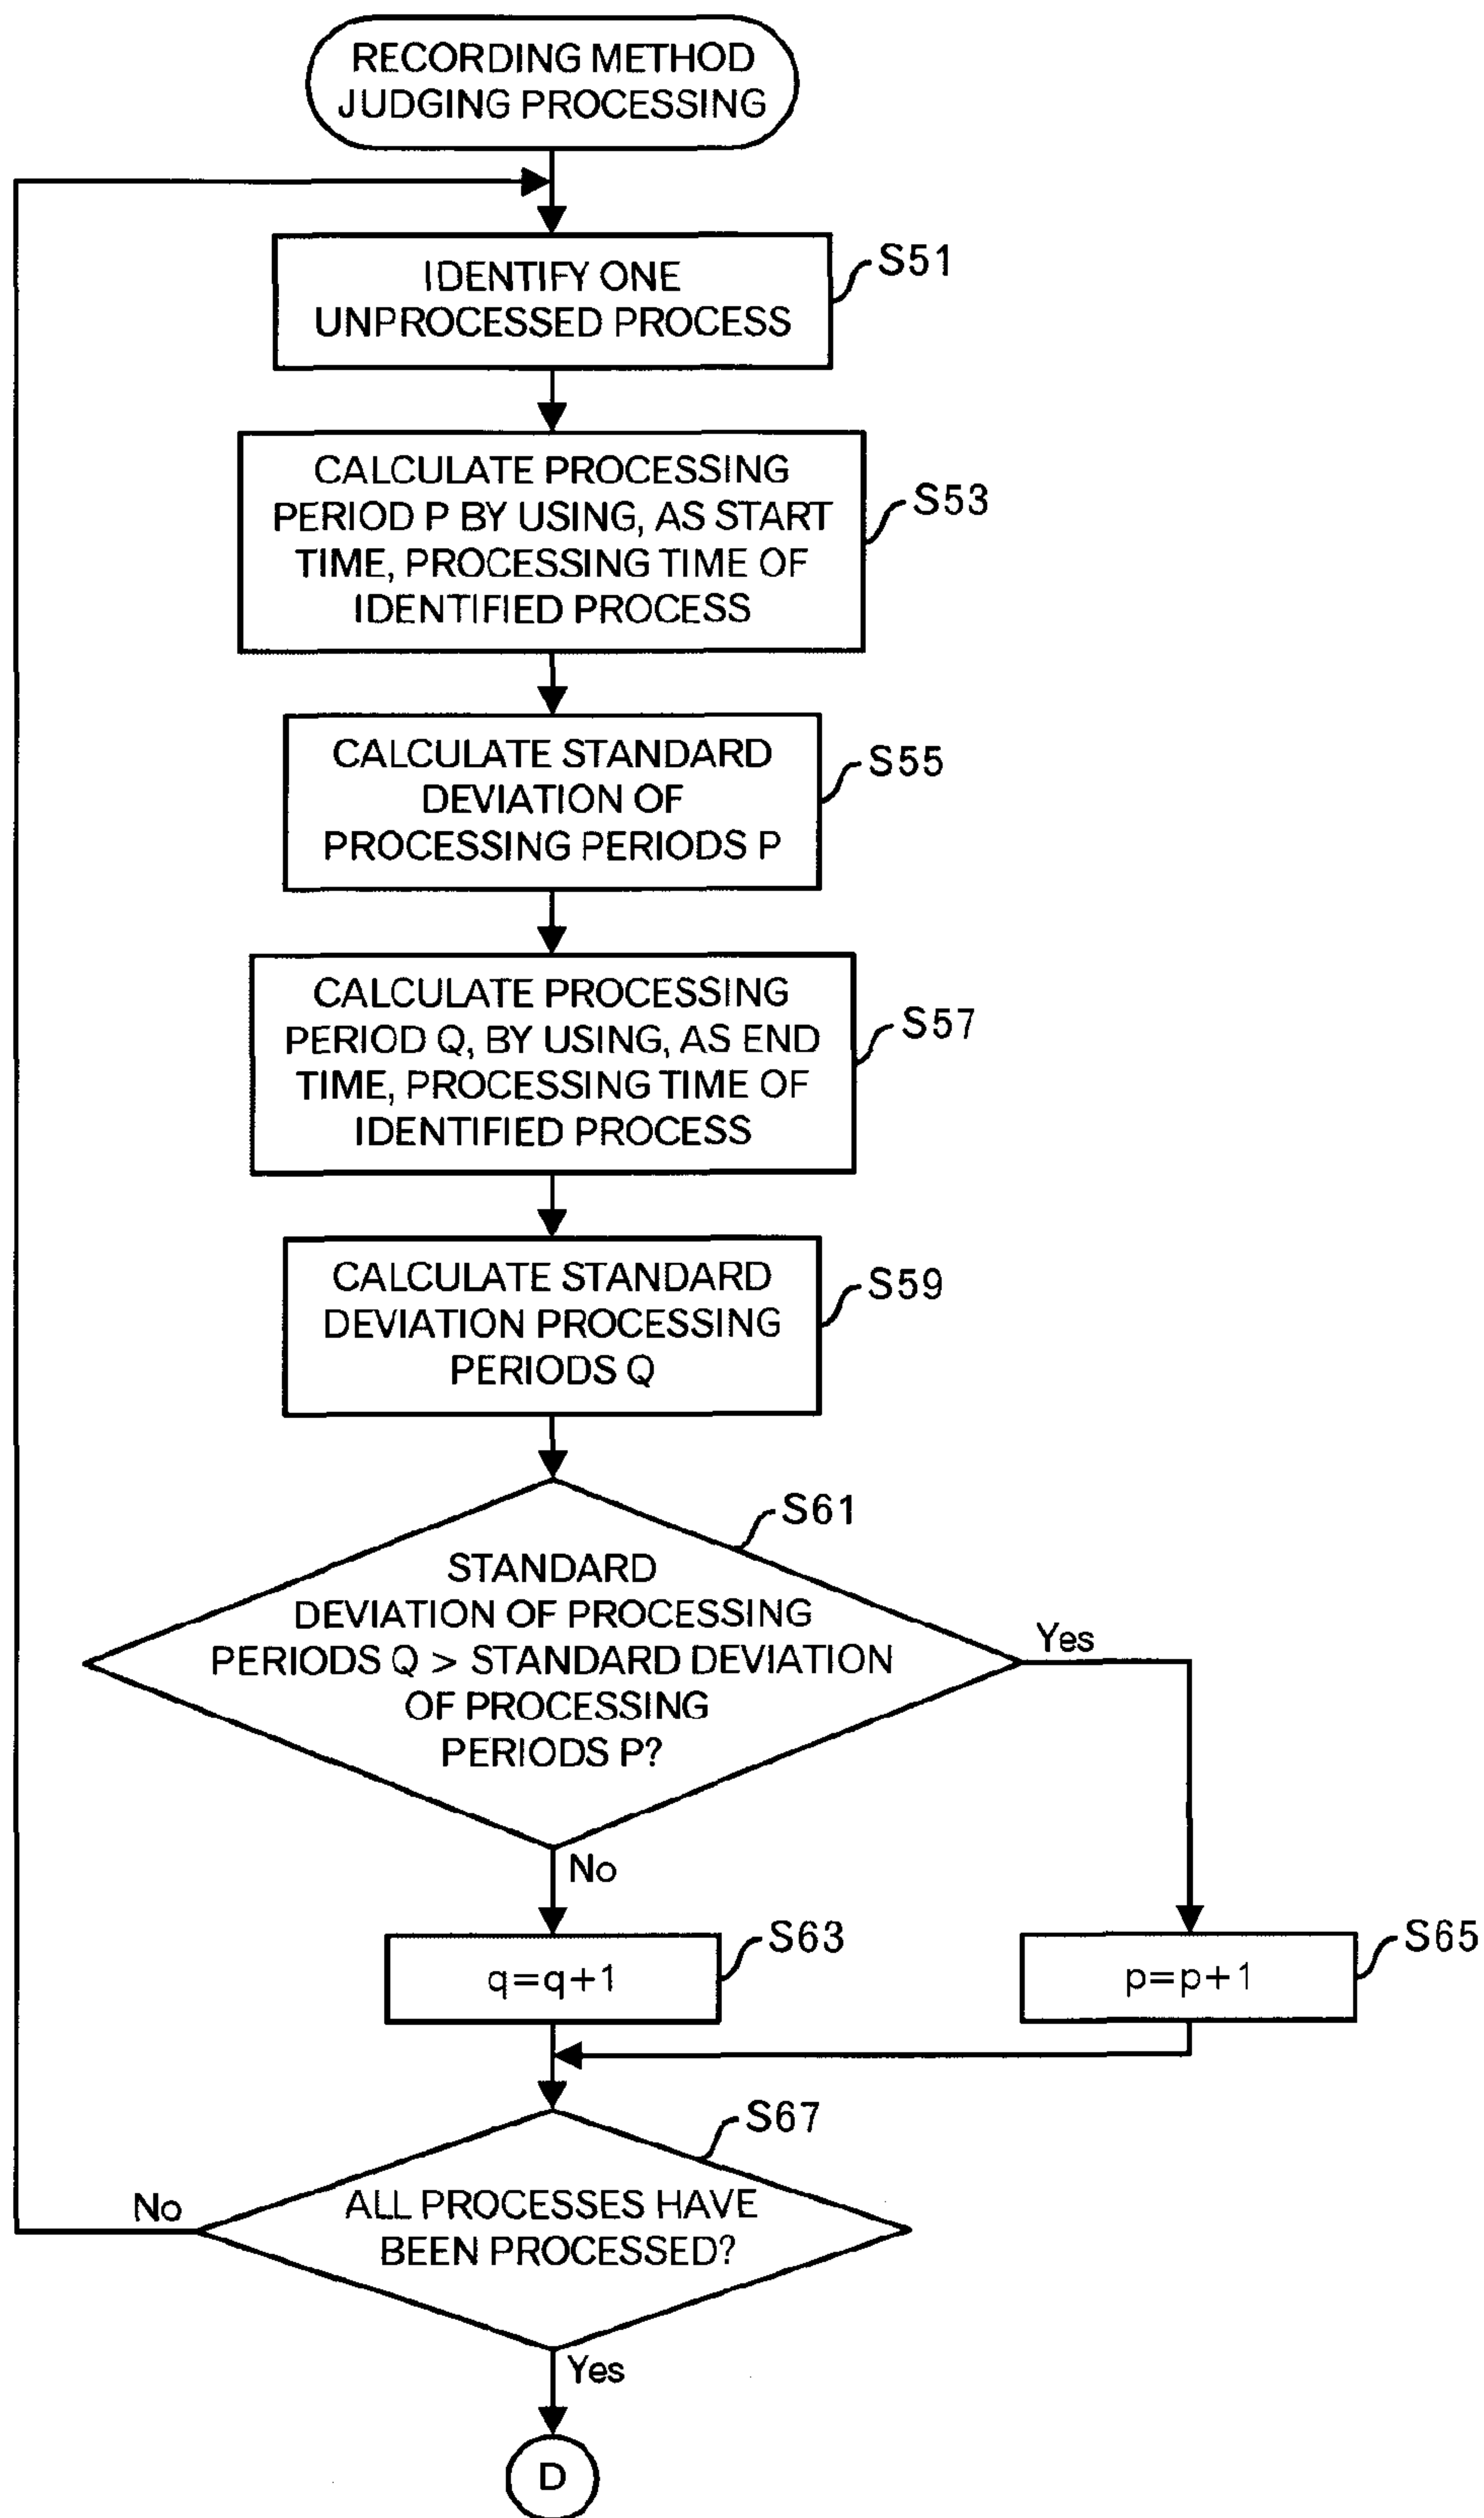 RECORDING METHOD
JUDGING PROCESSING
IDENTIFY ONE
UNPROCESSED PROCESS
S51
CALCULATE PROCESSING
PERIOD P BY USING, AS START
TIME, PROCESSING TIME OF
IDENTIFIED PROCESS
S53
CALCULATE STANDARD
DEVIATION OF
PROCESSING PERIODS P
S55
CALCULATE PROCESSING
PERIOD Q, BY USING, AS END
TIME, PROCESSING TIME OF
IDENTIFIED PROCESS
S57
CALCULATE STANDARD
DEVIATION PROCESSING
PERIODS Q
S59
S61
STANDARD
DEVIATION OF PROCESSING
PERIODS Q > STANDARD DEVIATION
OF PROCESSING
PERIODS P?
Yes
No
q=q+1
S63
p=p+1
S65
S67
ALL PROCESSES HAVE
BEEN PROCESSED?
No
Yes
D